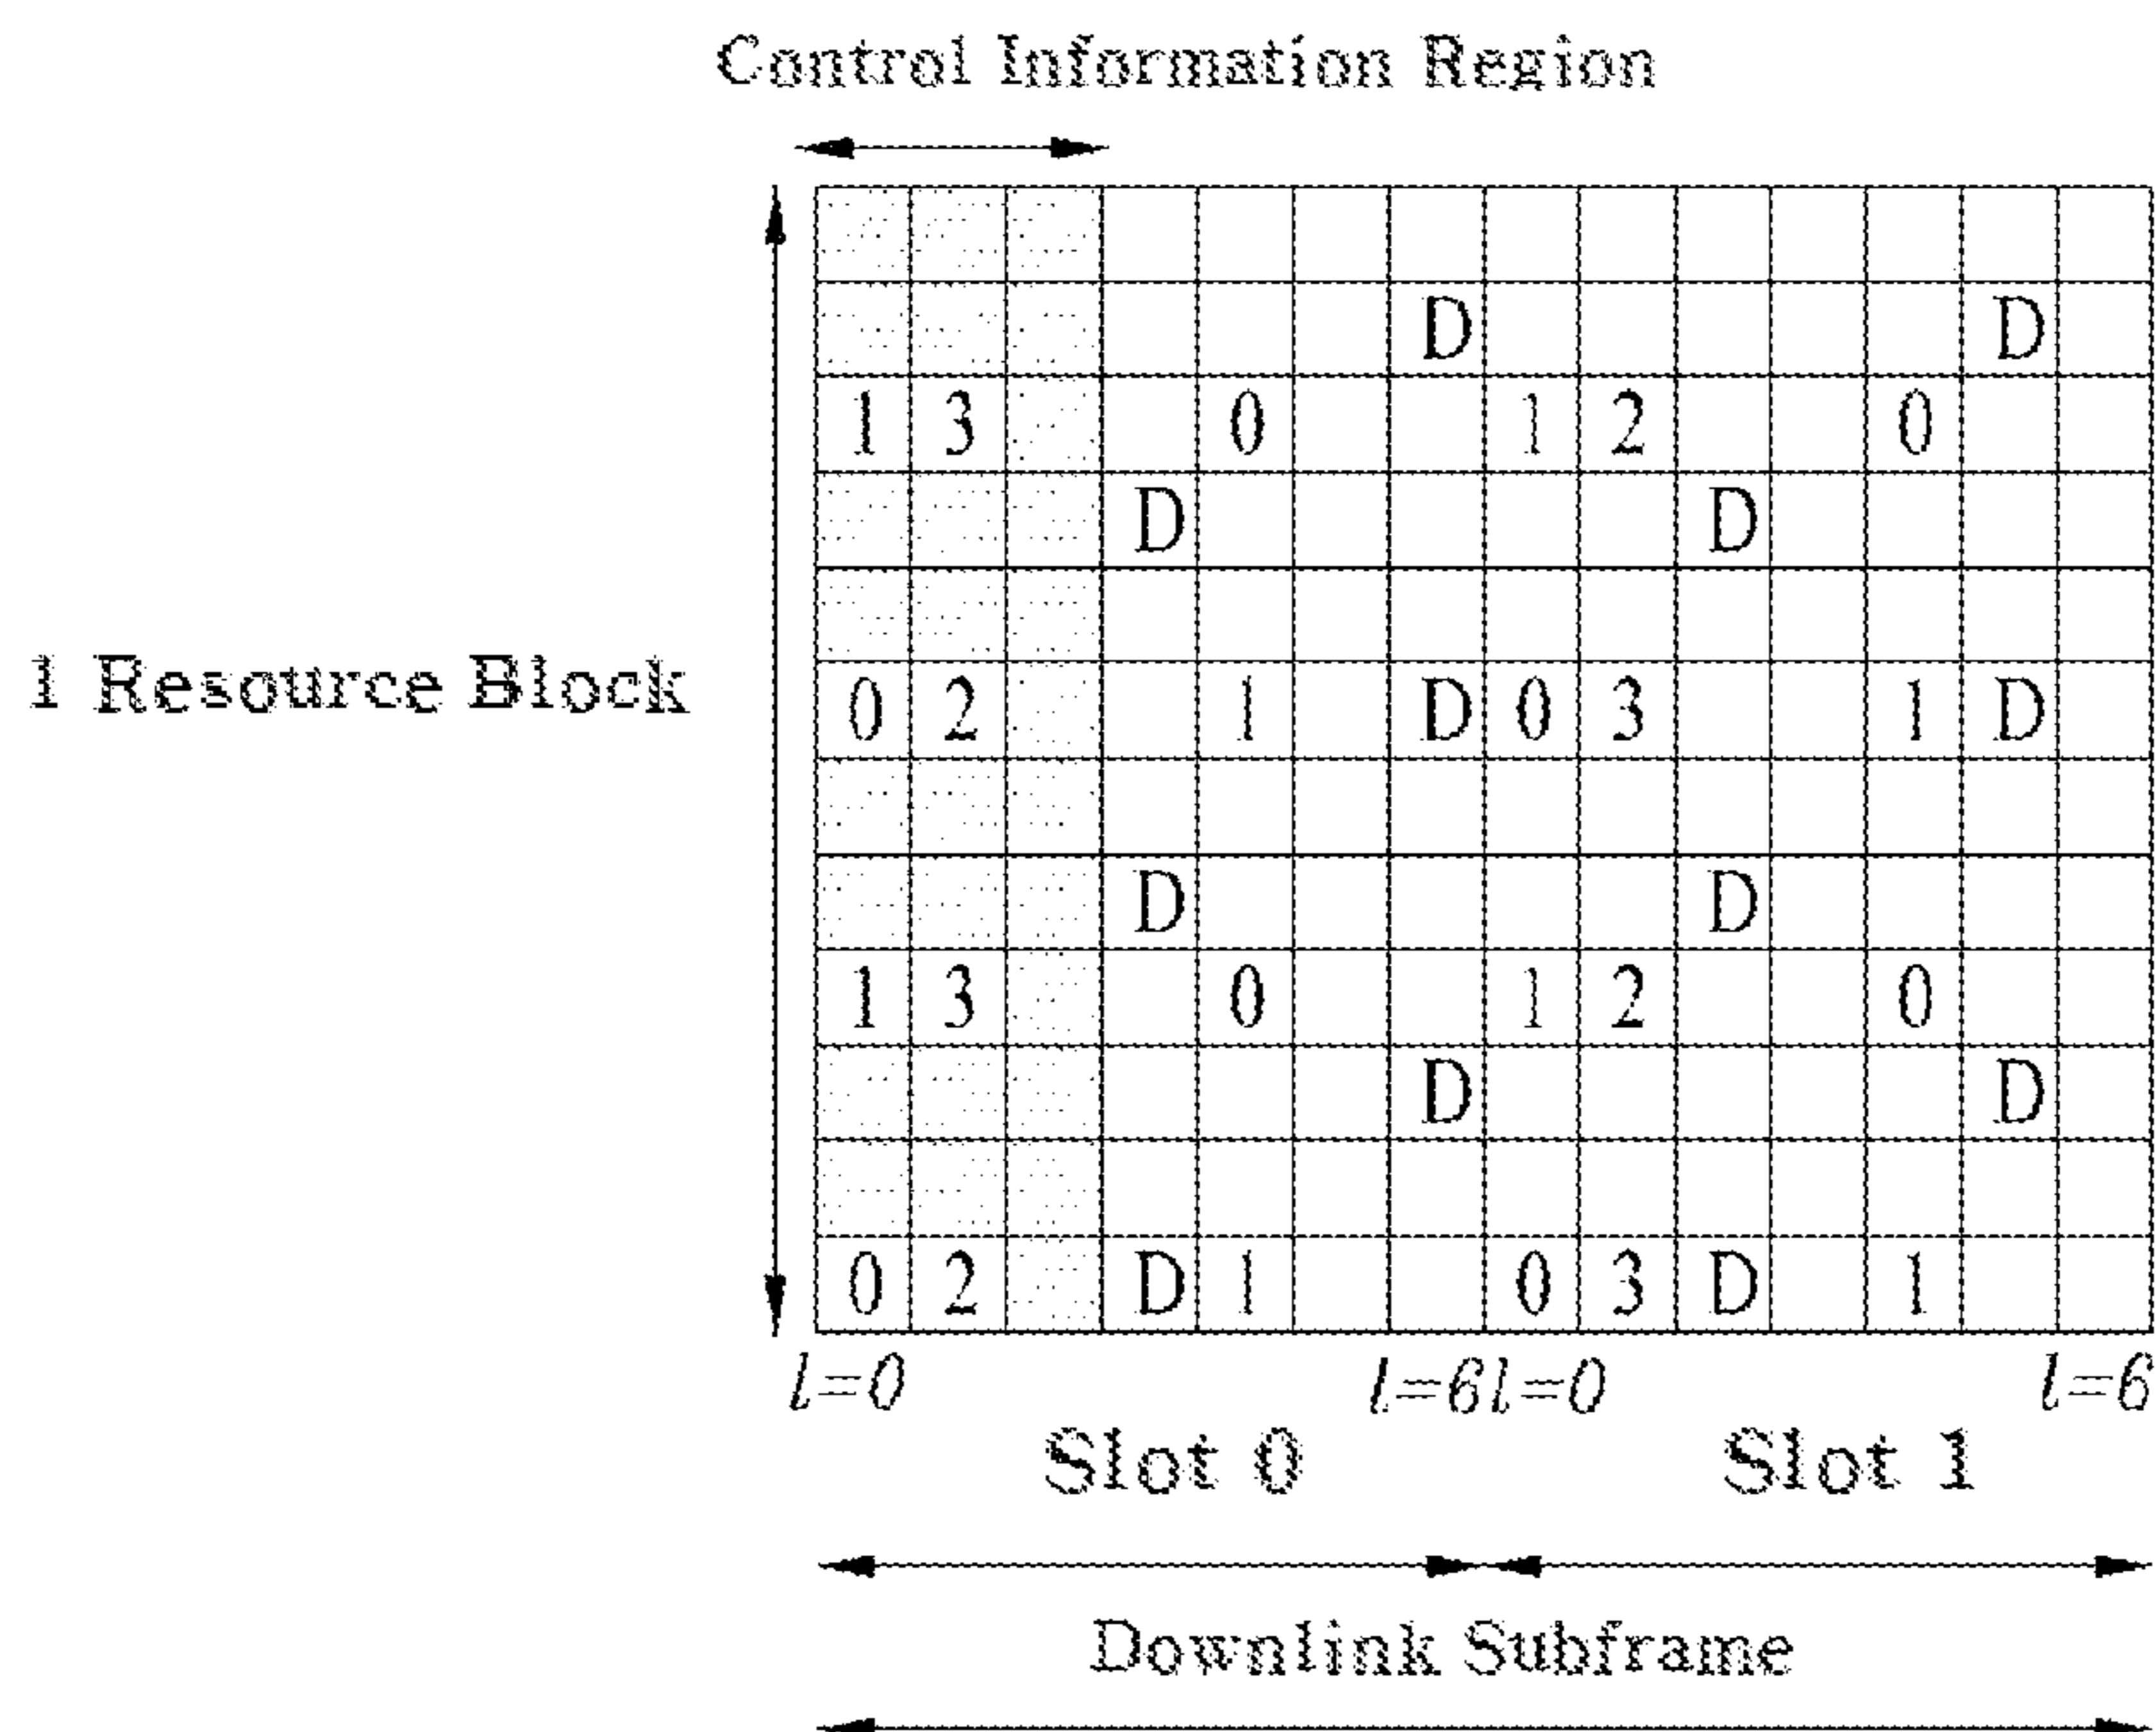 Control Information Region
D D
1 3 0 1 2 0
D D
1 Resource Block
0 2 1 D 0 3 1 D
D D
1 3 0 1 2 0
D D
0 2 D 1 0 3 D 1
l=0 l=6 l=0 l=6
Slot 0 Slot 1
Downlink Subframe